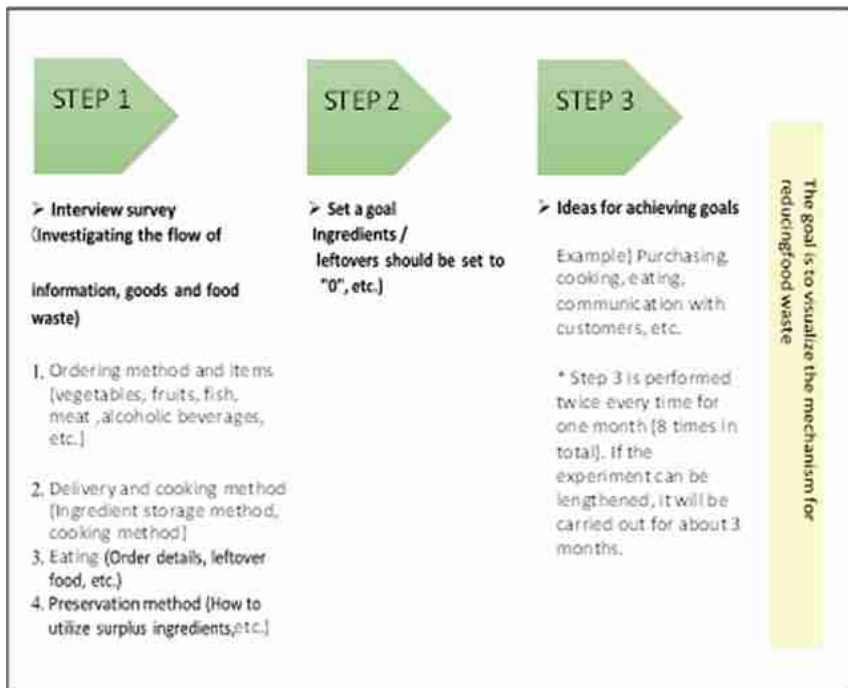 STEP 1
➢ Interview survey
(Investigating the flow of
information, goods and food
waste)
1. Ordering method and items
(vegetables, fruits, fish,
meat ,alcoholic beverages,
etc.)
2. Delivery and cooking method
(Ingredient storage method,
cooking method)
3. Eating (Order details, leftover
food, etc.)
4. Preservation method (How to
utilize surplus ingredients,etc.)
STEP 2
➢ Set a goal
Ingredients /
leftovers should be set to
"0", etc.)
STEP 3
➢ Ideas for achieving goals
Example) Purchasing,
cooking, eating,
communication with
customers, etc.
* Step 3 is performed
twice every time for
one month (8 times in
total). If the
experiment can be
lengthened, it will be
carried out for about 3
months.
The goal is to visualize the mechanism for
reducingfood waste